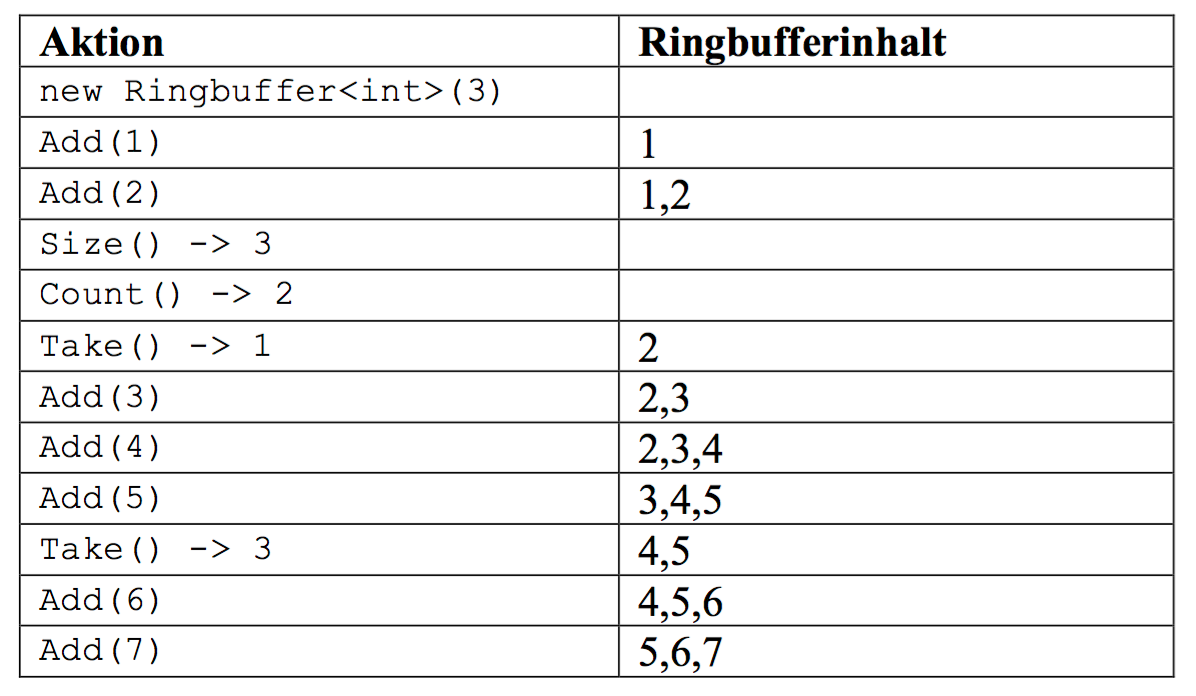 Aktion Ringbufferinhalt
new Ringbuffer<int>(3)
Add(1) 1
Add(2) 1,2
Size() -> 3
Count() -> 2
Take() -> 1 2
Add(3) 2,3
Add(4) 2,3,4
Add(5) 3,4,5
Take() -> 3 4,5
Add(6) 4,5,6
Add(7) 5,6,7